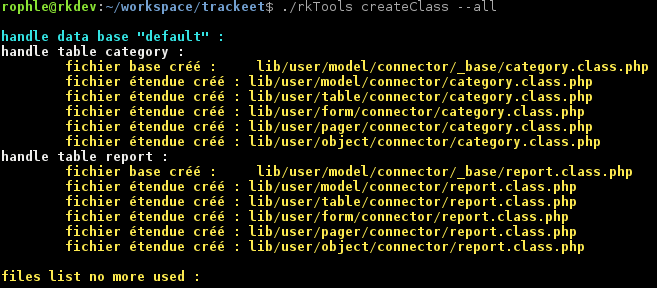 rophle@rkdev:~/workspace/trackeet$ ./rkTools createClass --all
handle data base "default" :
handle table category :
fichier base créé : lib/user/model/connector/_base/category.class.php
fichier étendue créé : lib/user/model/connector/category.class.php
fichier étendue créé : lib/user/table/connector/category.class.php
fichier étendue créé : lib/user/form/connector/category.class.php
fichier étendue créé : lib/user/pager/connector/category.class.php
fichier étendue créé : lib/user/object/connector/category.class.php
handle table report :
fichier base créé : lib/user/model/connector/_base/report.class.php
fichier étendue créé : lib/user/model/connector/report.class.php
fichier étendue créé : lib/user/table/connector/report.class.php
fichier étendue créé : lib/user/form/connector/report.class.php
fichier étendue créé : lib/user/pager/connector/report.class.php
fichier étendue créé : lib/user/object/connector/report.class.php
files list no more used :